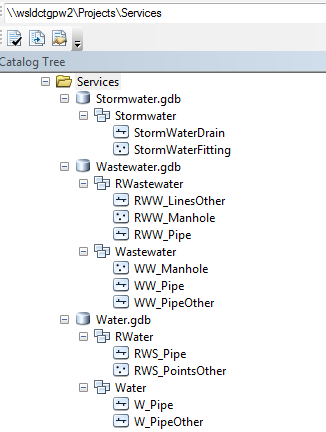 \\wsldctgpw2\Projects\Services
Catalog Tree
Services
Stormwater.gdb
Stormwater
StormWaterDrain
StormWaterFitting
Wastewater.gdb
RWastewater
RWW_LinesOther
RWW_Manhole
RWW_Pipe
Wastewater
WW_Manhole
WW_Pipe
WW_PipeOther
Water.gdb
RWater
RWS_Pipe
RWS_PointsOther
Water
W_Pipe
W_PipeOther